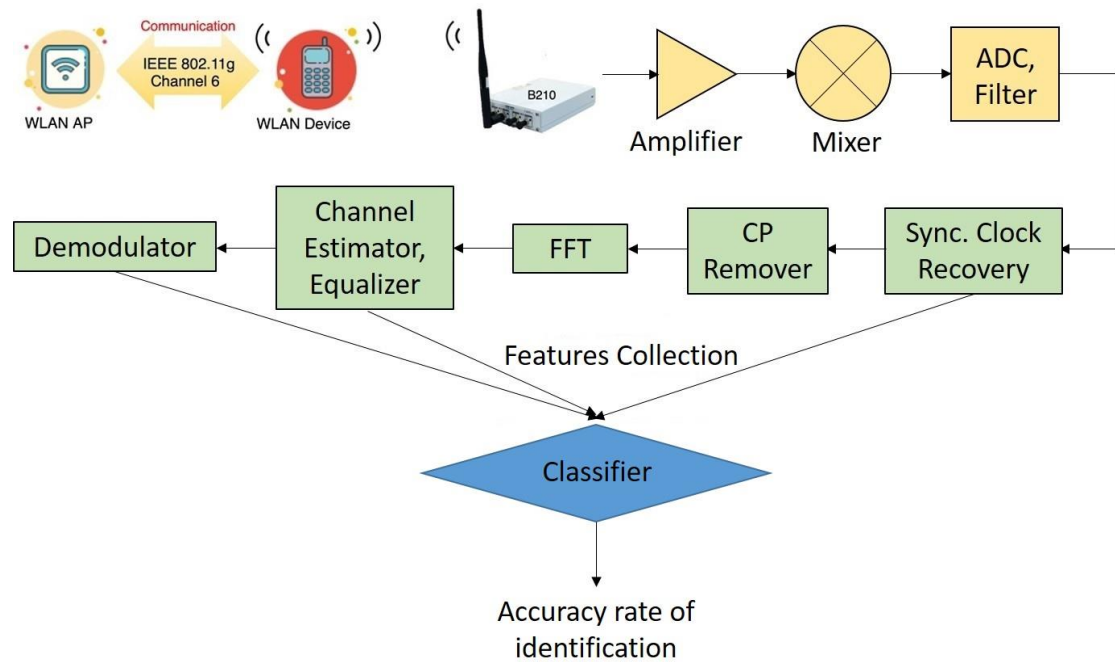 Communication
IEEE 802.11g
Channel 6
WLAN AP
WLAN Device
B210
Amplifier
Mixer
ADC,
Filter
Demodulator
Channel
Estimator,
Equalizer
FFT
CP
Remover
Sync. Clock
Recovery
Features Collection
Classifier
Accuracy rate of
identification